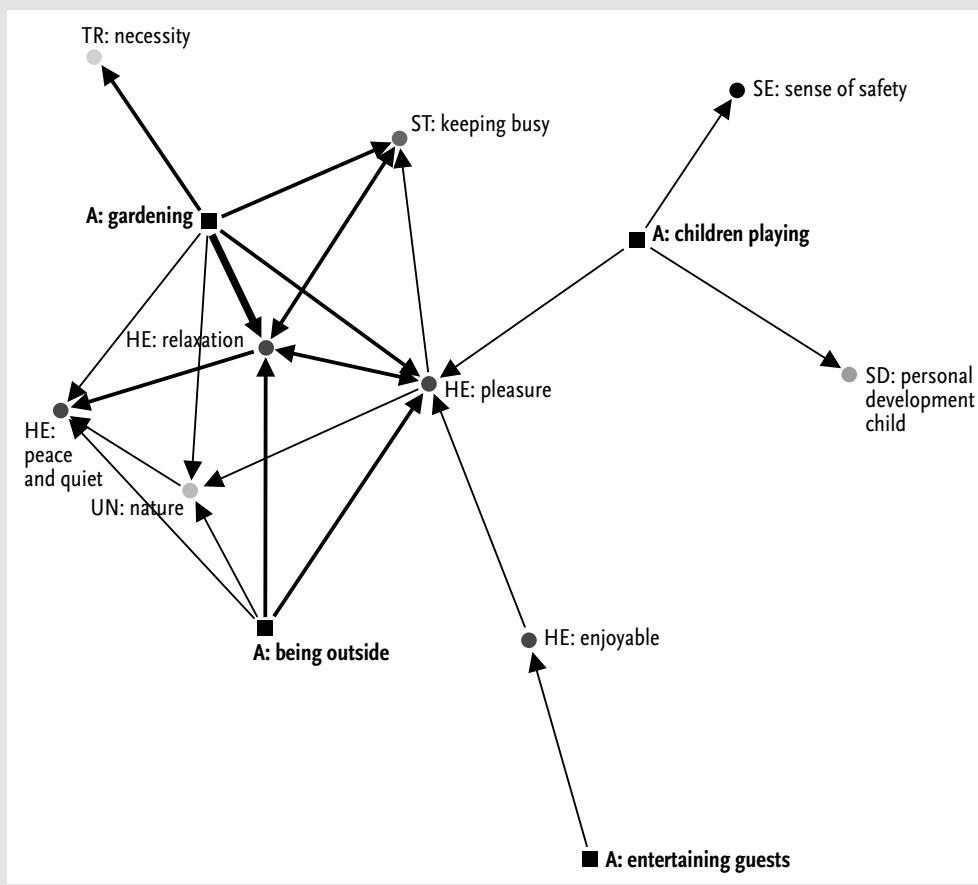 TR: necessity
SE: sense of safety
ST: keeping busy
A: gardening
A: children playing
HE: relaxation
HE: pleasure
SD: personal
development
child
HE:
peace
and quiet
UN: nature
A: being outside
HE: enjoyable
A: entertaining guests